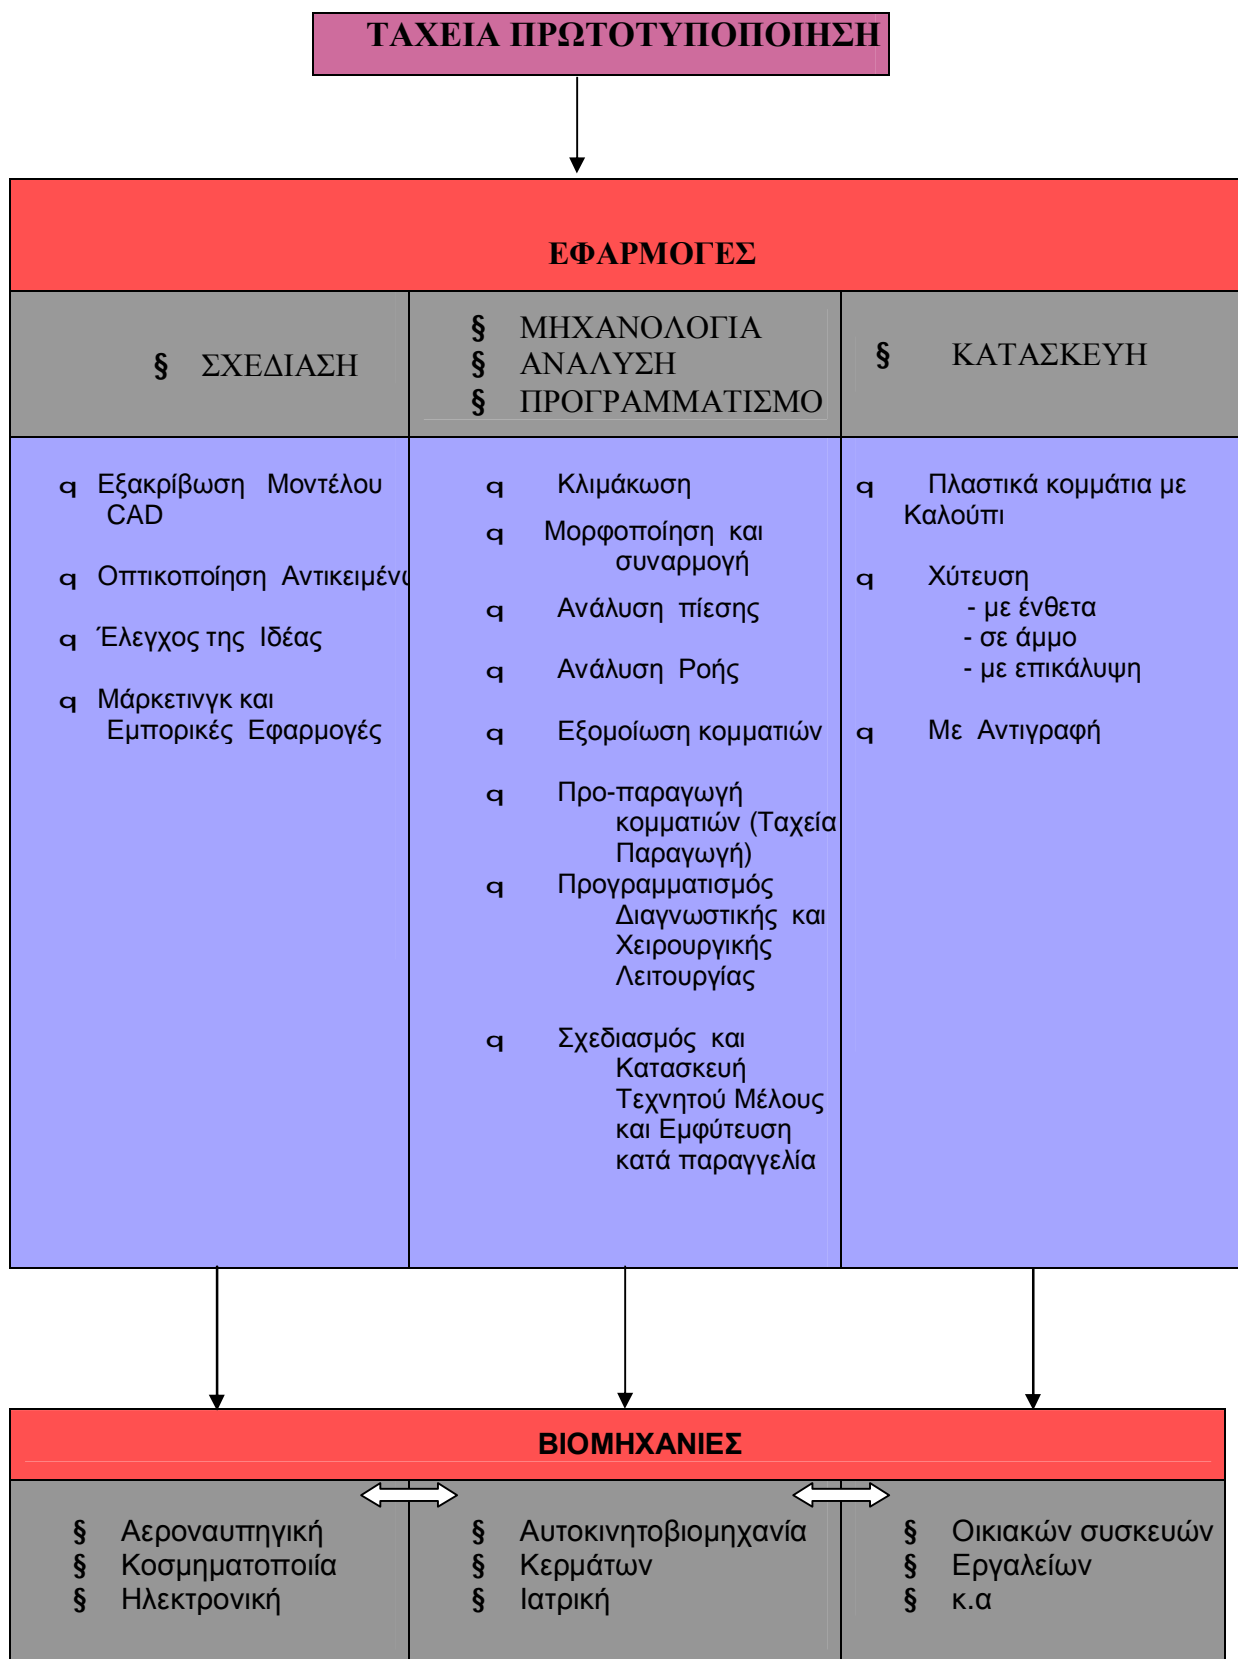 ΤΑΧΕΙΑ ΠΡΩΤΟΤΥΠΟΠΟΙΗΣΗ
ΕΦΑΡΜΟΓΕΣ
§ ΣΧΕΔΙΑΣΗ
§ ΜΗΧΑΝΟΛΟΓΙΑ
§ ΑΝΑΛΥΣΗ
§ ΠΡΟΓΡΑΜΜΑΤΙΣΜΟ
§ ΚΑΤΑΣΚΕΥΗ
q Εξακρίβωση Μοντέλου
CAD
q Οπτικοποίηση Αντικειμένω
q Έλεγχος της Ιδέας
q Μάρκετινγκ και
Εμπορικές Εφαρμογές
q Κλιμάκωση
q Μορφοποίηση και
συναρμογή
q Ανάλυση πίεσης
q Ανάλυση Ροής
q Εξομοίωση κομματιών
q Προ-παραγωγή
κομματιών (Ταχεία
Παραγωγή)
q Προγραμματισμός
Διαγνωστικής και
Χειρουργικής
Λειτουργίας
q Σχεδιασμός και
Κατασκευή
Τεχνητού Μέλους
και Εμφύτευση
κατά παραγγελία
q Πλαστικά κομμάτια με
Καλούπι
q Χύτευση
- με ένθετα
- σε άμμο
- με επικάλυψη
q Με Αντιγραφή
ΒΙΟΜΗΧΑΝΙΕΣ
§ Αεροναυπηγική
§ Κοσμηματοποιία
§ Ηλεκτρονική
§ Αυτοκινητοβιομηχανία
§ Κερμάτων
§ Ιατρική
§ Οικιακών συσκευών
§ Εργαλείων
§ κ.α